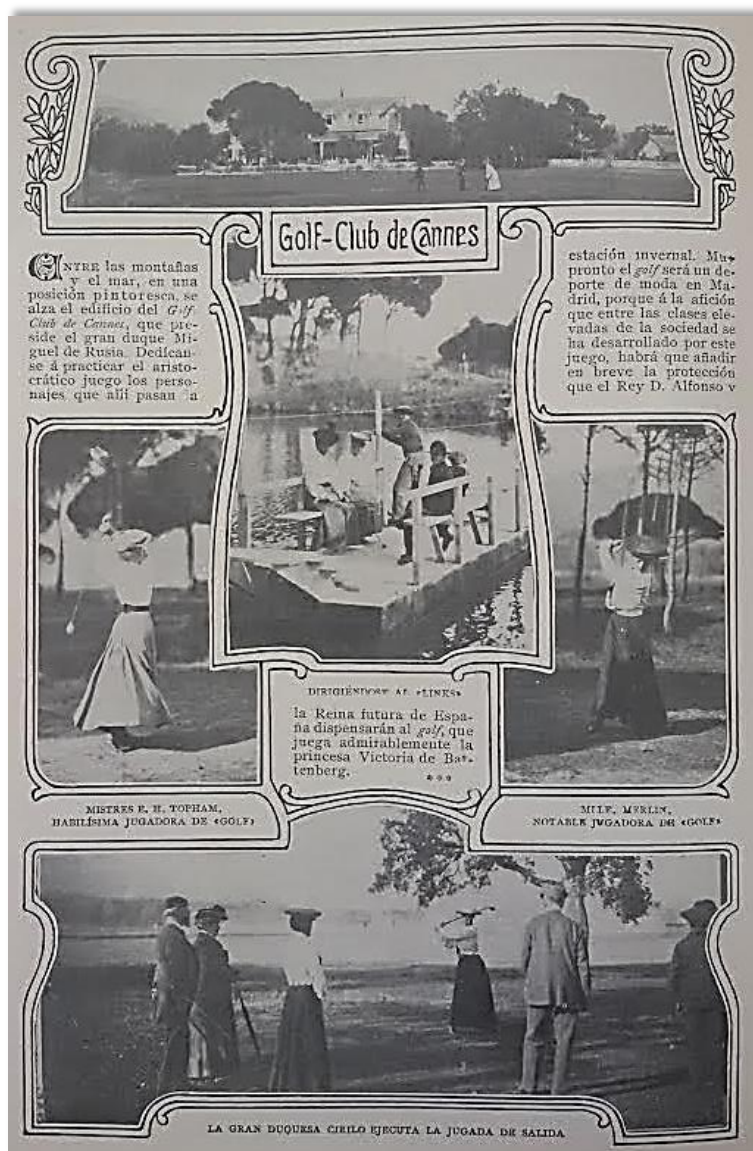 Golf-Club de Cannes
ENTRE las montañas
y el mar, en una
posición pintoresca, se
alza el edificio del Golf
Club de Cannes, que pre-
side el gran duque Mi-
guel de Rusia. Dedícan-
se á practicar el aristo-
crático juego los perso-
najes que allí pasan la
estación invernal. Muy
pronto el golf será un de-
porte de moda en Ma-
drid, porque á la afición
que entre las clases ele-
vadas de la sociedad se
ha desarrollado por este
juego, habrá que añadir
en breve la protección
que el Rey D. Alfonso y
DIRIGIÉNDOSE AL «LINKS»
la Reina futura de Espa-
ña dispensarán al golf, que
juega admirablemente la
princesa Victoria de Bat-
tenberg.
MISTRES E. H. TOPHAM,
HABILÍSIMA JUGADORA DE «GOLF»
MLLE. MERLIN,
NOTABLE JUGADORA DE «GOLF»
LA GRAN DUQUESA CIRILO EJECUTA LA JUGADA DE SALIDA